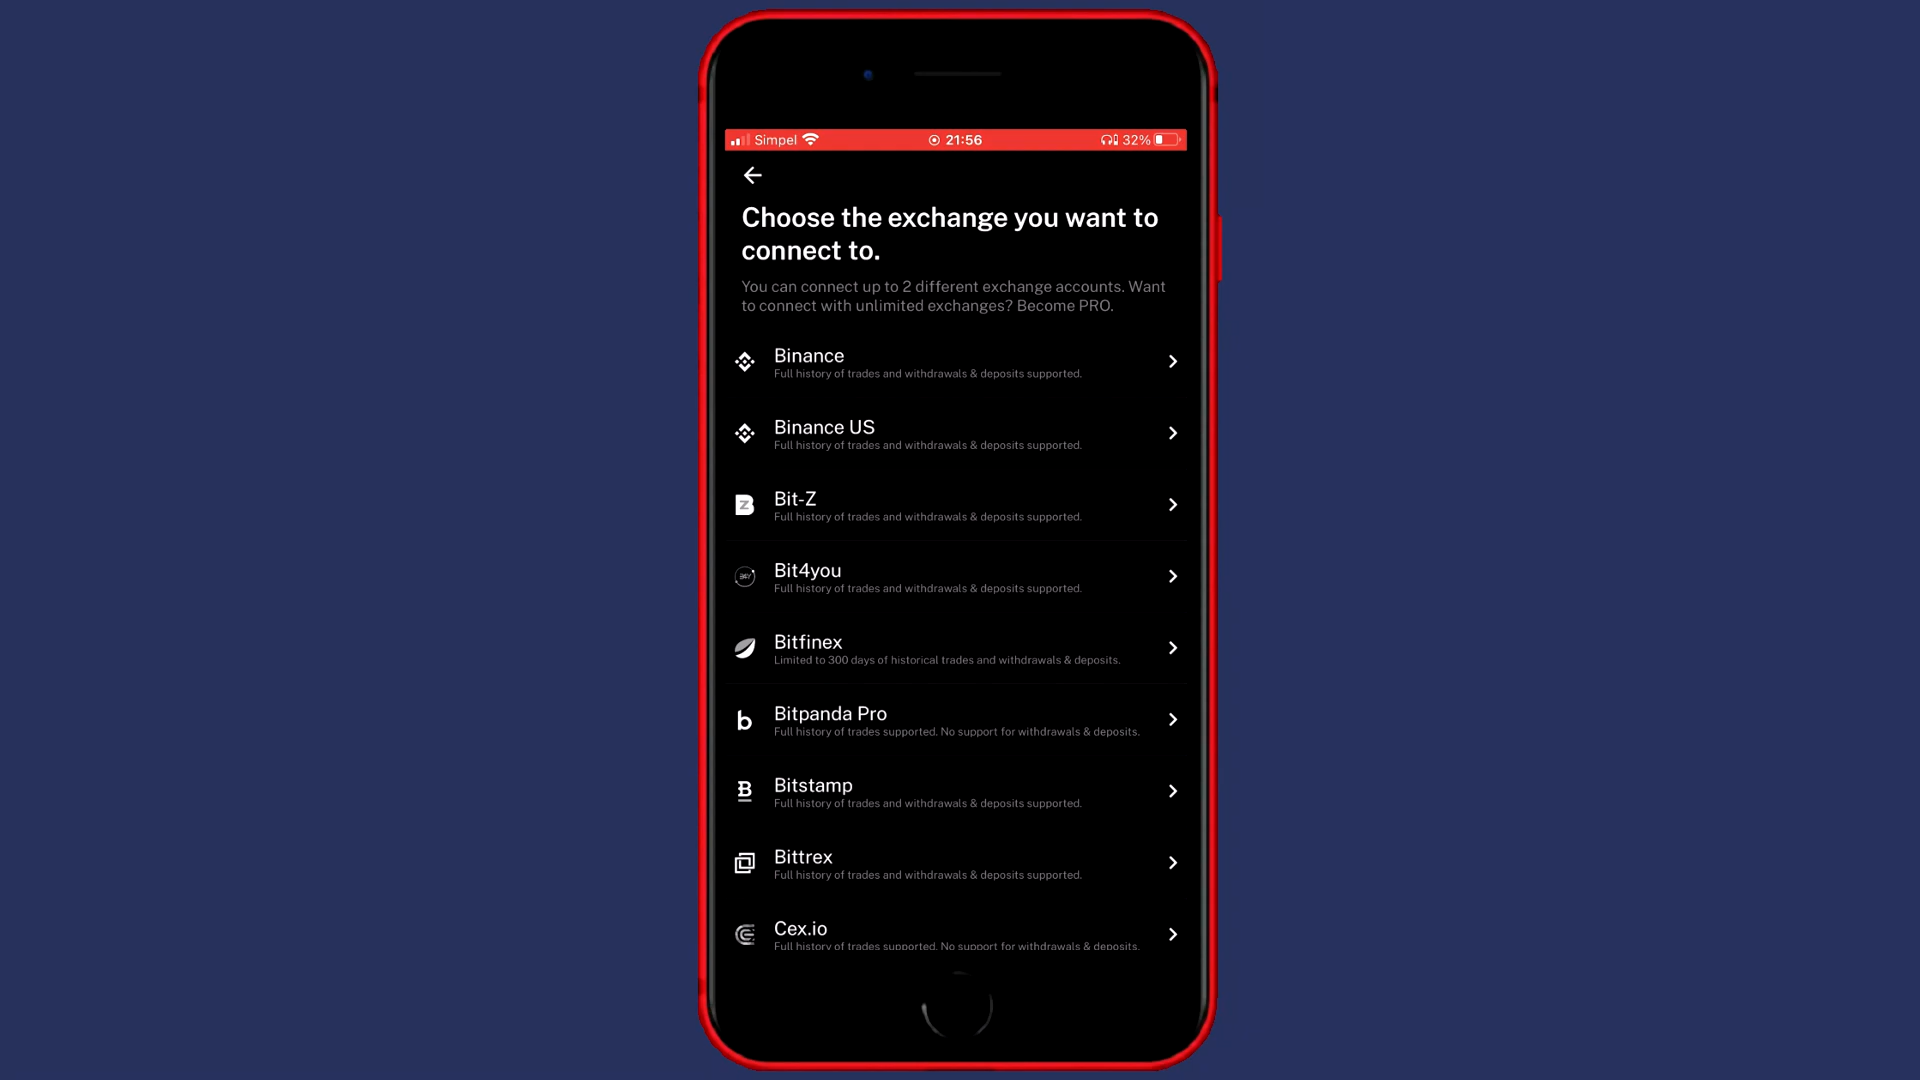 Simpel 21:56 32%
Choose the exchange you want to
connect to.
You can connect up to 2 different exchange accounts. Want
to connect with unlimited exchanges? Become PRO.
Binance
Full history of trades and withdrawals & deposits supported.
Binance US
Full history of trades and withdrawals & deposits supported.
Bit-Z
Full history of trades and withdrawals & deposits supported.
Bit4you
Full history of trades and withdrawals & deposits supported.
Bitfinex
Limited to 300 days of historical trades and withdrawals & deposits.
Bitpanda Pro
Full history of trades supported. No support for withdrawals & deposits.
Bitstamp
Full history of trades and withdrawals & deposits supported.
Bittrex
Full history of trades and withdrawals & deposits supported.
Cex.io
Full history of trades supported. No support for withdrawals & deposits.